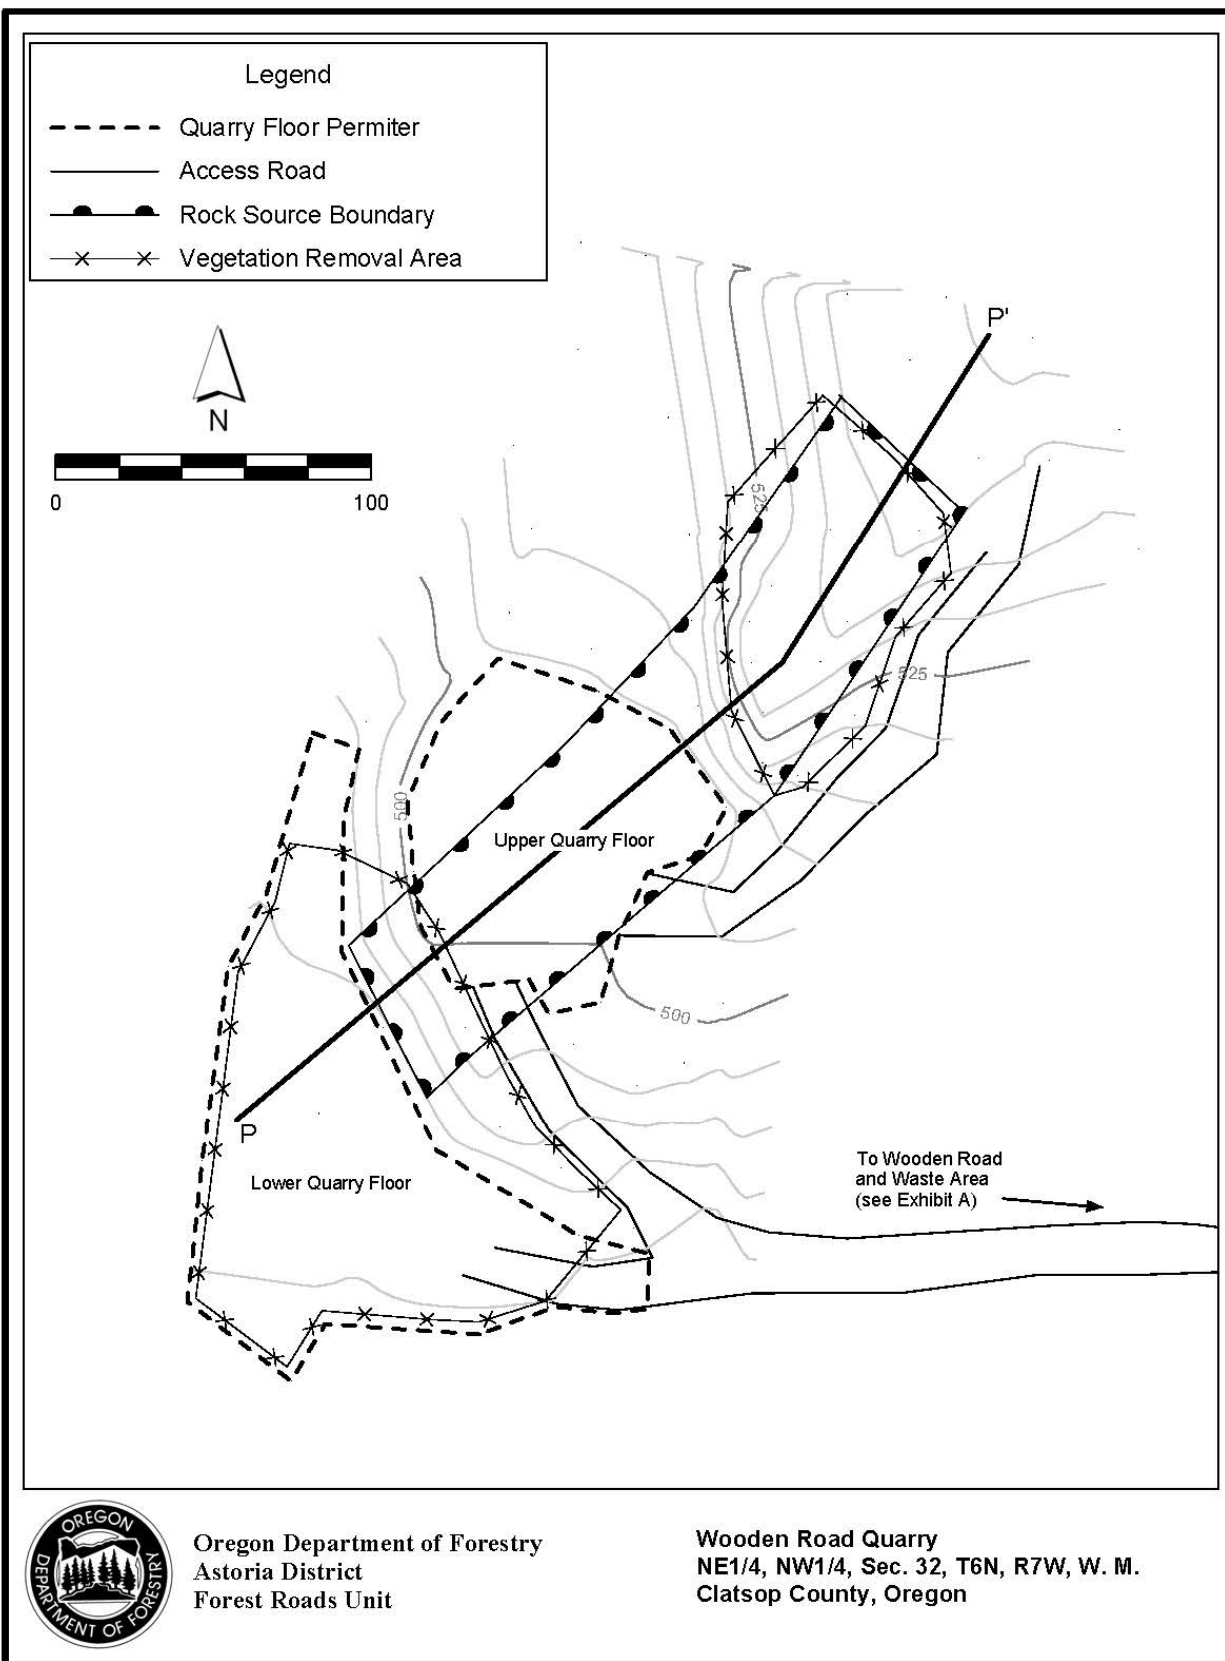 Legend
Quarry Floor Permiter
Access Road
Rock Source Boundary
Vegetation Removal Area
P'
N
0 100
525
525
500
Upper Quarry Floor
500
P
Lower Quarry Floor
To Wooden Road
and Waste Area
(see Exhibit A)
OREGON
DEPARTMENT OF FORESTRY
Oregon Department of Forestry
Astoria District
Forest Roads Unit
Wooden Road Quarry
NE1/4, NW1/4, Sec. 32, T6N, R7W, W. M.
Clatsop County, Oregon